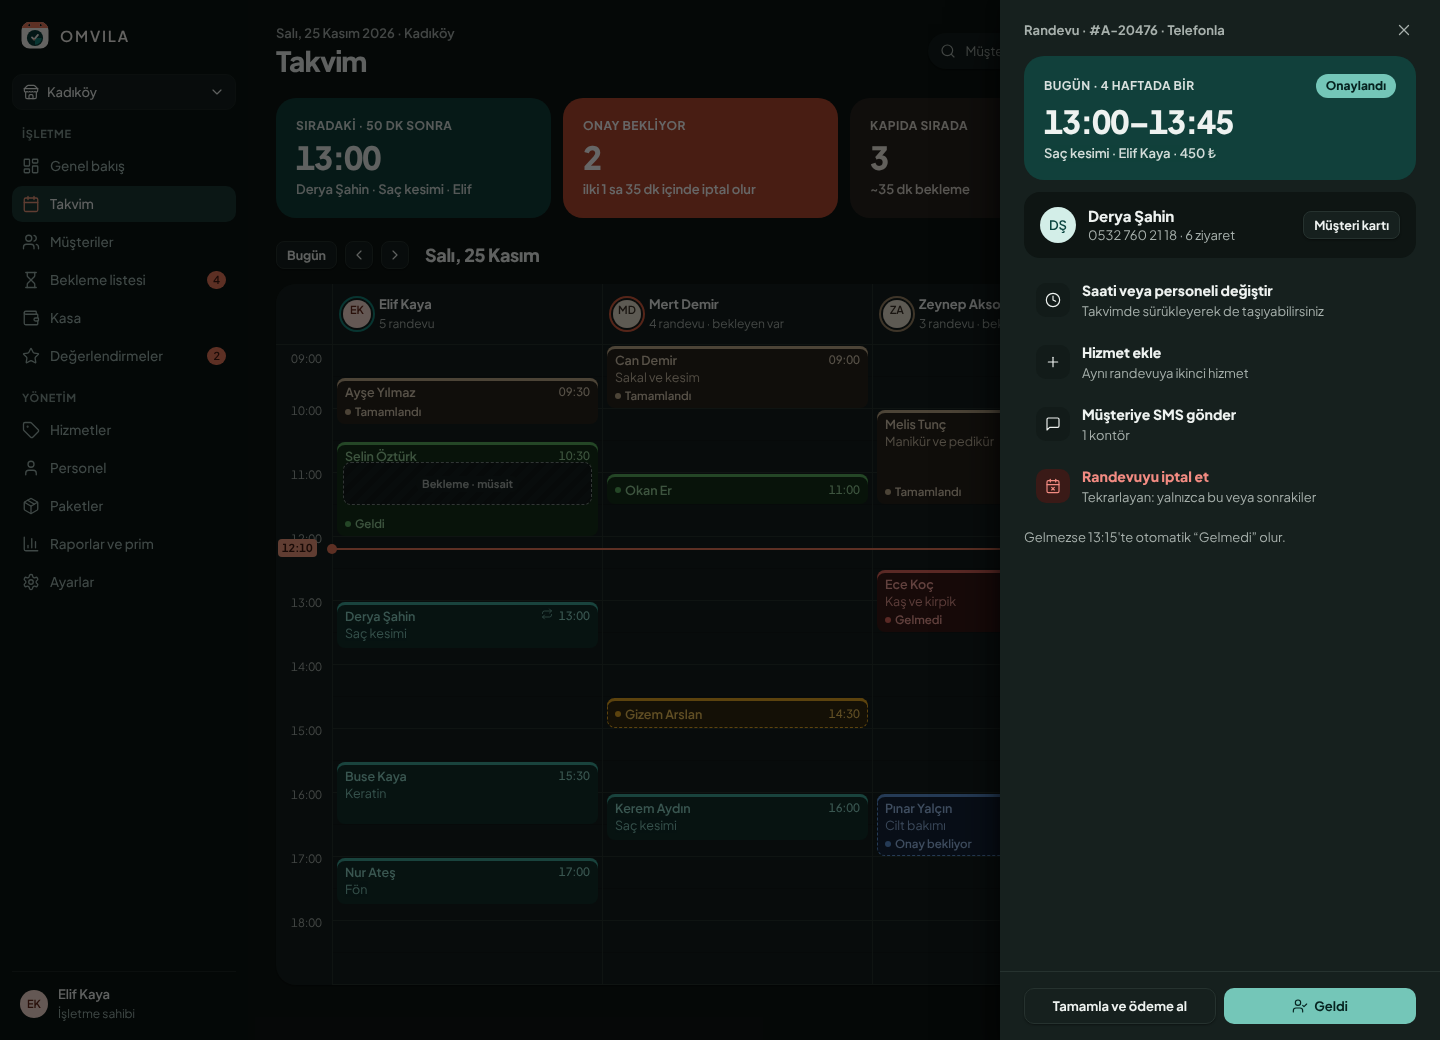 OMVILA
Kadıköy
İŞLETME
Genel bakış
Takvim
Müşteriler
Bekleme listesi 4
Kasa
Değerlendirmeler 2
YÖNETİM
Hizmetler
Personel
Paketler
Raporlar ve prim
Ayarlar
EK
Elif Kaya
İşletme sahibi
Salı, 25 Kasım 2026 · Kadıköy
Takvim
SIRADAKİ · 50 DK SONRA
13:00
Derya Şahin · Saç kesimi · Elif
ONAY BEKLİYOR
2
ilki 1 sa 35 dk içinde iptal olur
KAPIDA SIRADA
3
~35 dk bekleme
Bugün
Salı, 25 Kasım
EK
Elif Kaya
5 randevu
MD
Mert Demir
4 randevu · bekleyen var
ZA
Zeynep Akso
3 randevu · bek
09:00
10:00
11:00
12:00
12:10
13:00
14:00
15:00
16:00
17:00
18:00
Ayşe Yılmaz 09:30
Tamamlandı
Selin Öztürk 10:30
Bekleme · müsait
Geldi
Derya Şahin 13:00
Saç kesimi
Buse Kaya 15:30
Keratin
Nur Ateş 17:00
Fön
Can Demir 09:00
Sakal ve kesim
Tamamlandı
Okan Er 11:00
Gizem Arslan 14:30
Kerem Aydın 16:00
Saç kesimi
Melis Tunç
Manikür ve pedikür
Tamamlandı
Ece Koç
Kaş ve kirpik
Gelmedi
Pınar Yalçın
Cilt bakımı
Onay bekliyor
Müşte
Randevu · #A-20476 · Telefonla
BUGÜN · 4 HAFTADA BİR
Onaylandı
13:00–13:45
Saç kesimi · Elif Kaya · 450 ₺
DŞ
Derya Şahin
0532 760 21 18 · 6 ziyaret
Müşteri kartı
Saati veya personeli değiştir
Takvimde sürükleyerek de taşıyabilirsiniz
Hizmet ekle
Aynı randevuya ikinci hizmet
Müşteriye SMS gönder
1 kontör
Randevuyu iptal et
Tekrarlayan: yalnızca bu veya sonrakiler
Gelmezse 13:15’te otomatik “Gelmedi” olur.
Tamamla ve ödeme al
Geldi